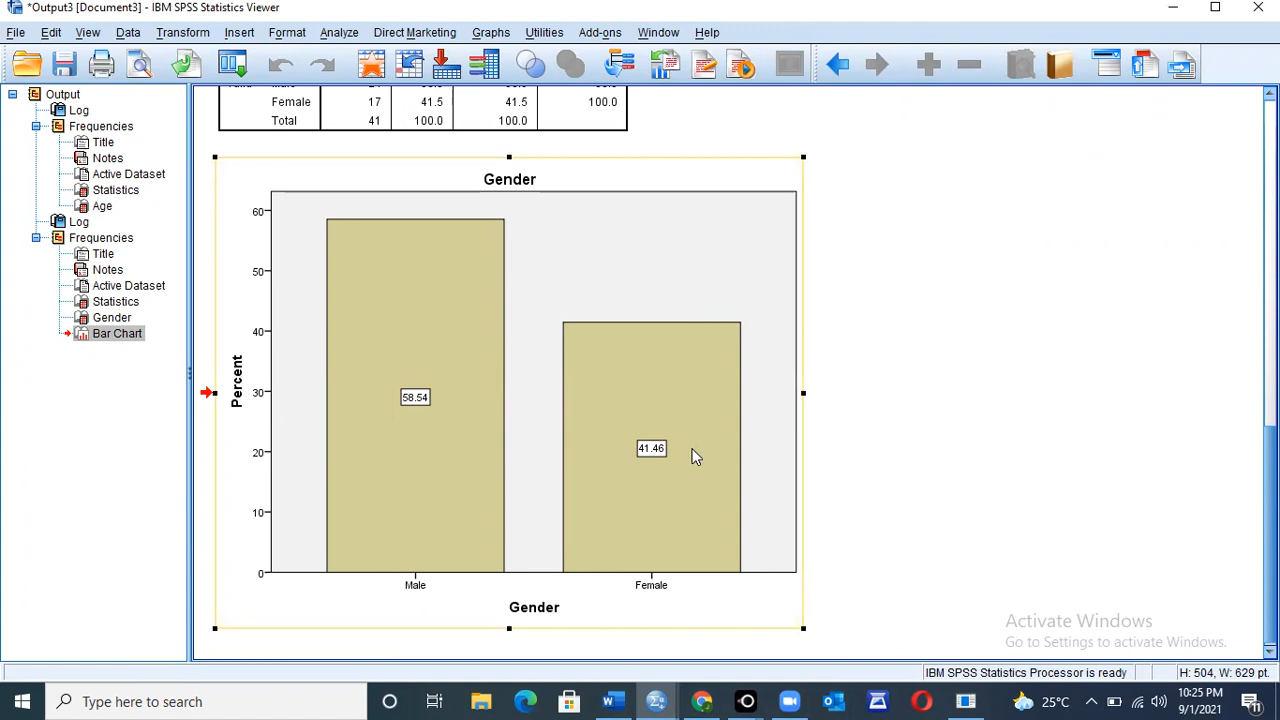 *Output3 [Document3] - IBM SPSS Statistics Viewer
File Edit View Data Transform Insert Format Analyze Direct Marketing Graphs Utilities Add-ons Window Help
Output
Log
Frequencies
Title
Notes
Active Dataset
Statistics
Age
Log
Frequencies
Title
Notes
Active Dataset
Statistics
Gender
Bar Chart
Female 17 41.5 41.5 100.0
Total 41 100.0 100.0
Gender
60
50
40
30
20
10
0
Percent
58.54
41.46
Male Female
Gender
Activate Windows
Go to Settings to activate Windows.
IBM SPSS Statistics Processor is ready H: 504, W: 629 pt.
Type here to search
25°C
10:25 PM
9/1/2021
11